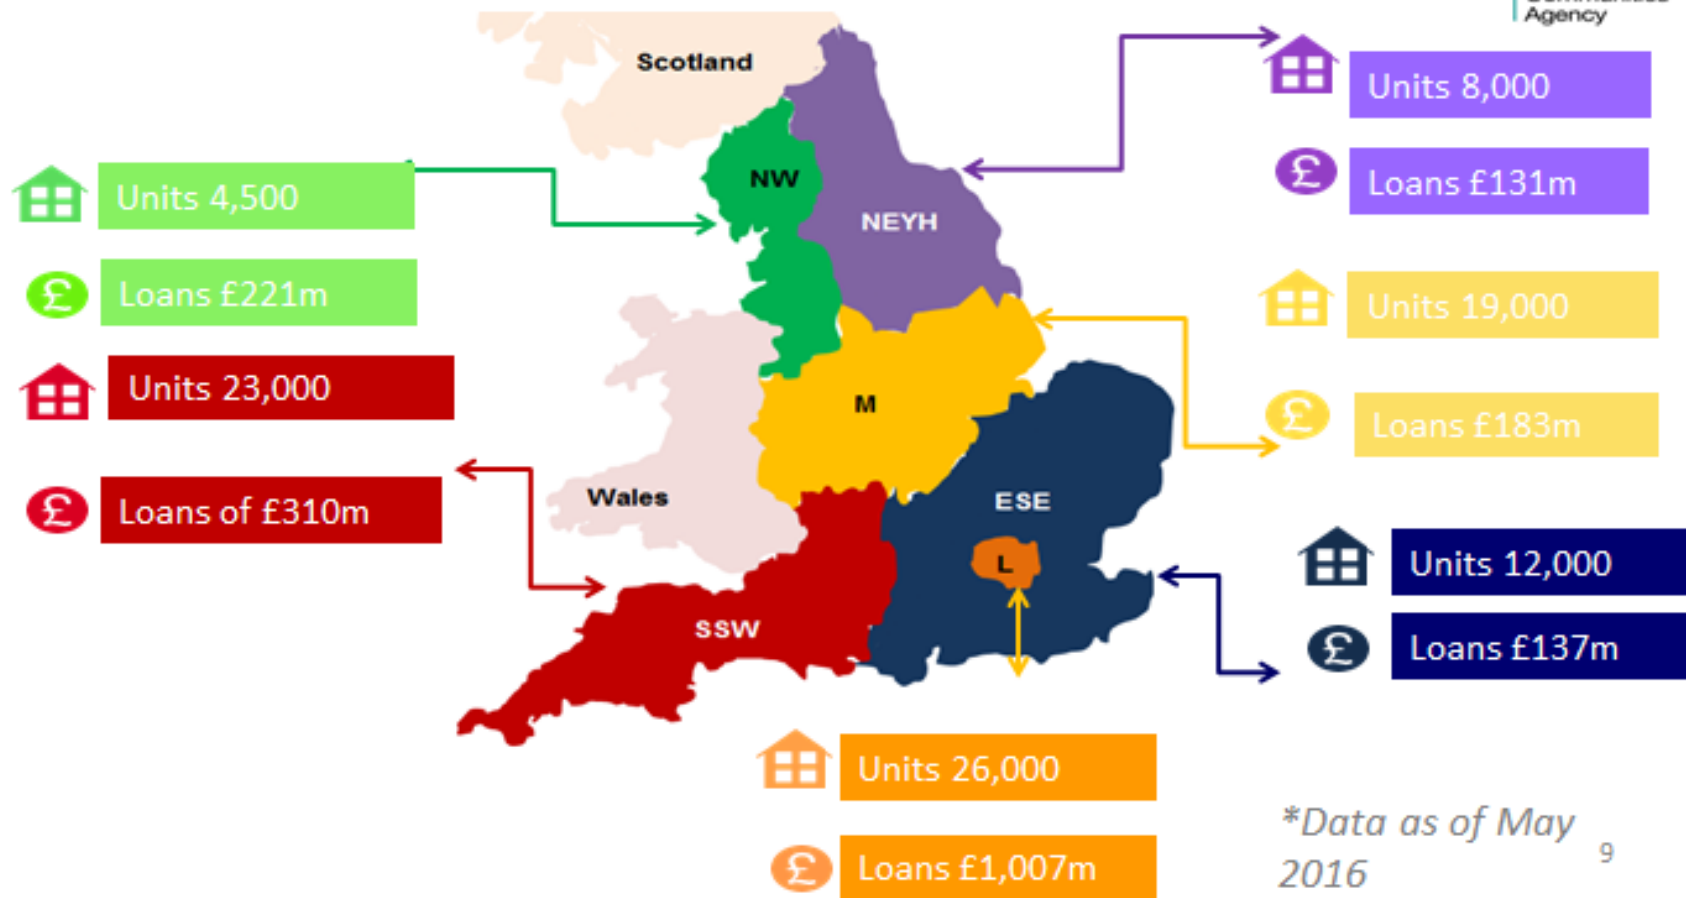 Agency
Scotland
Units 8,000
NW
Units 4,500
Loans £131m
NEYH
Loans £221m
Units 19,000
Units 23,000
M
Loans £183m
Wales
Loans of £310m
ESE
Units 12,000
L
SSW
Loans £137m
Units 26,000
*Data as of May
2016
9
Loans £1,007m